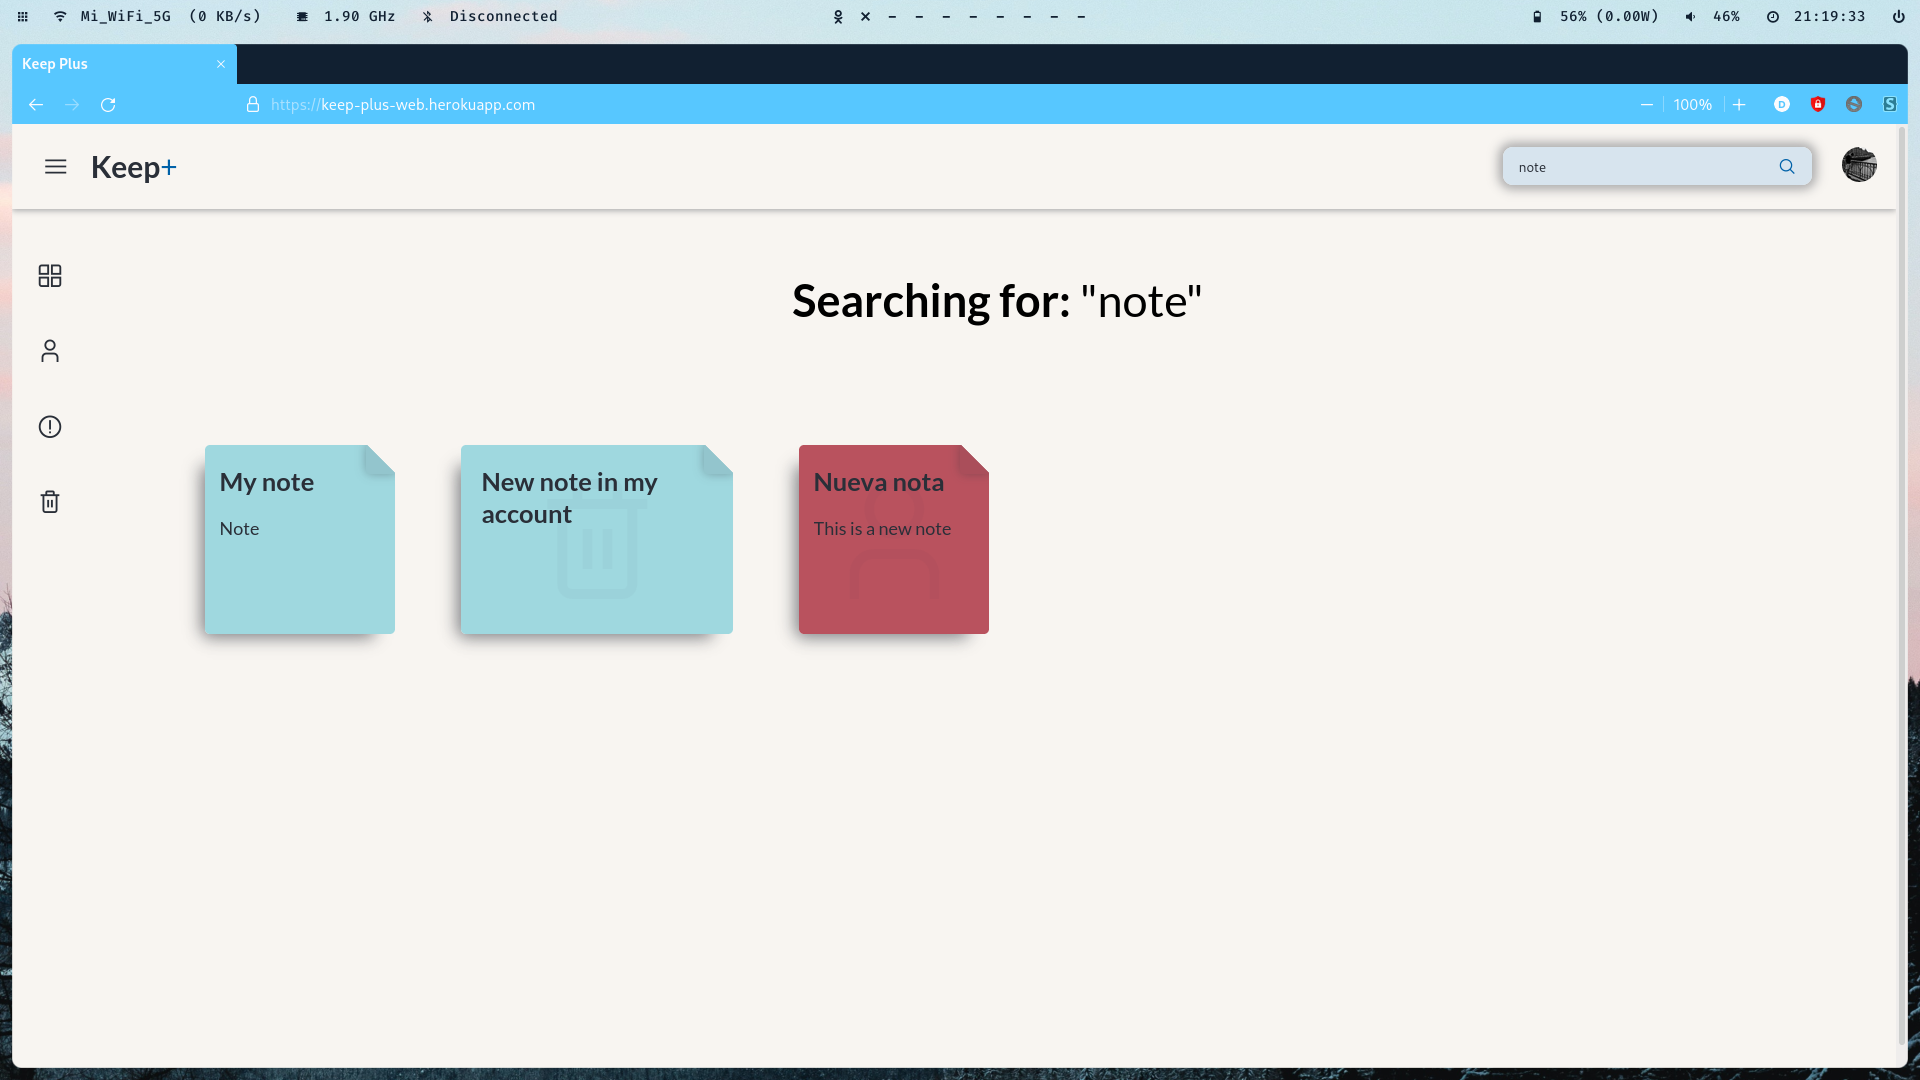 Mi_WiFi_5G (0 KB/s) 1.90 GHz Disconnected 56% (0.00W) 46% 21:19:33
Keep Plus
https://keep-plus-web.herokuapp.com 100% D S
Keep+ note
Searching for: "note"
My note
Note
New note in my
account
Nueva nota
This is a new note